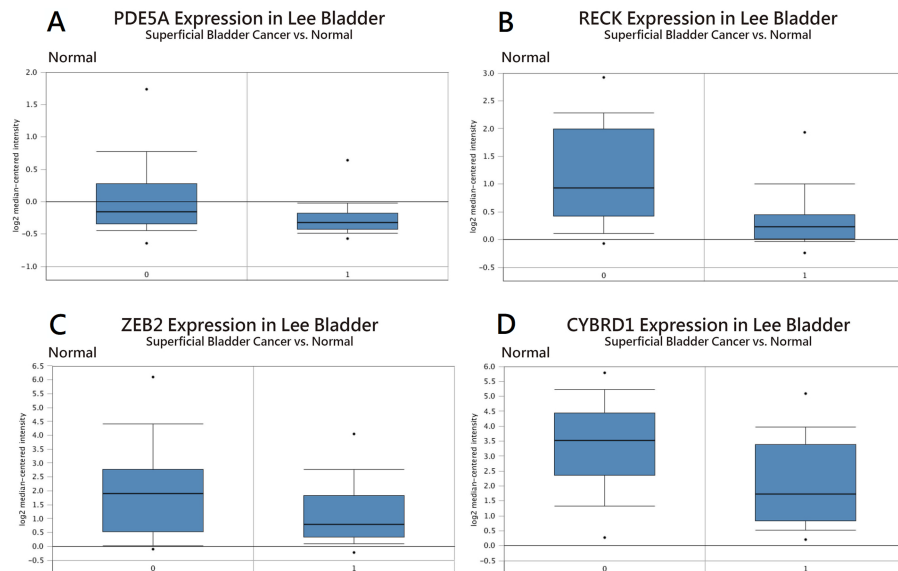 A
PDE5A Expression in Lee Bladder
Superficial Bladder Cancer vs. Normal
Normal
log2 median-centered intensity
2.0
1.5
1.0
0.5
0.0
−0.5
−1.0
0
1
B
RECK Expression in Lee Bladder
Superficial Bladder Cancer vs. Normal
Normal
log2 median-centered intensity
3.0
2.5
2.0
1.5
1.0
0.5
0.0
−0.5
0
1
C
ZEB2 Expression in Lee Bladder
Superficial Bladder Cancer vs. Normal
Normal
log2 median-centered intensity
6.5
6.0
5.5
5.0
4.5
4.0
3.5
3.0
2.5
2.0
1.5
1.0
0.5
0.0
−0.5
0
1
D
CYBRD1 Expression in Lee Bladder
Superficial Bladder Cancer vs. Normal
Normal
log2 median-centered intensity
6.0
5.5
5.0
4.5
4.0
3.5
3.0
2.5
2.0
1.5
1.0
0.5
0.0
−0.5
0
1